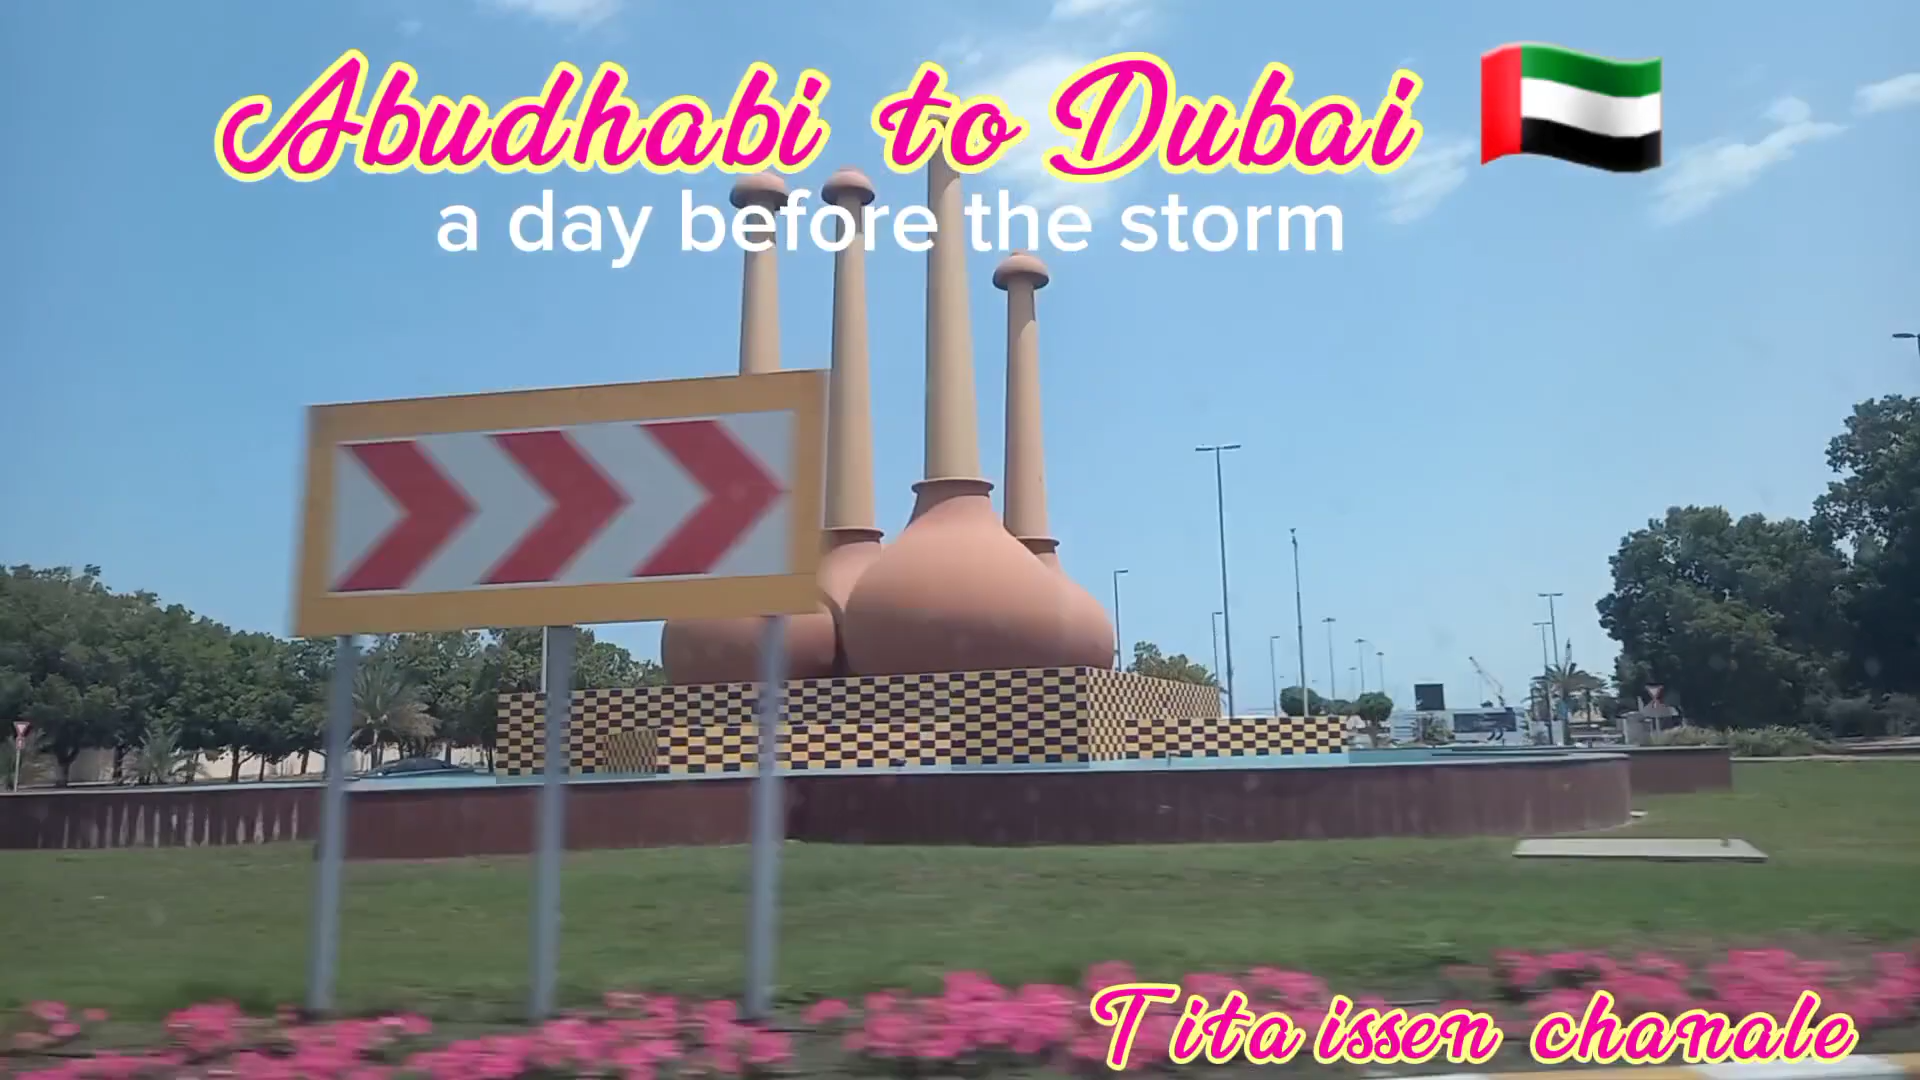 Abudhabi to Dubai 🇦🇪
a day before the storm
Tita issen chanale